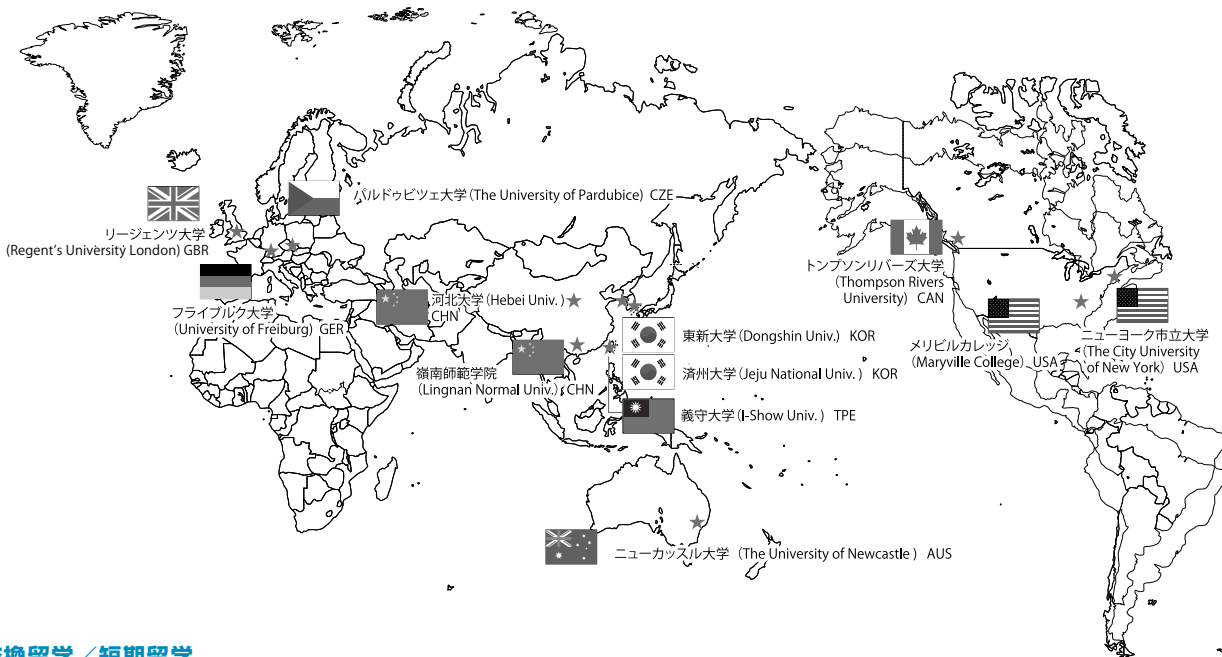 パルドゥビツェ大学 (The University of Pardubice) CZE
リージェンツ大学
(Regent's University London) GBR
フライブルク大学
(University of Freiburg) GER
河北大学 (Hebei Univ. )
CHN
嶺南師範学院
(Lingnan Normal Univ.) CHN
東新大学 (Dongshin Univ.) KOR
済州大学 (Jeju National Univ. ) KOR
義守大学 (I-Show Univ. ) TPE
ニューカッスル大学 (The University of Newcastle ) AUS
トンプソンリバーズ大学
(Thompson Rivers
University) CAN
メリビルカレッジ
(Maryville College) USA
ニューヨーク市立大学
(The City University
of New York) USA
換留学／短期留学